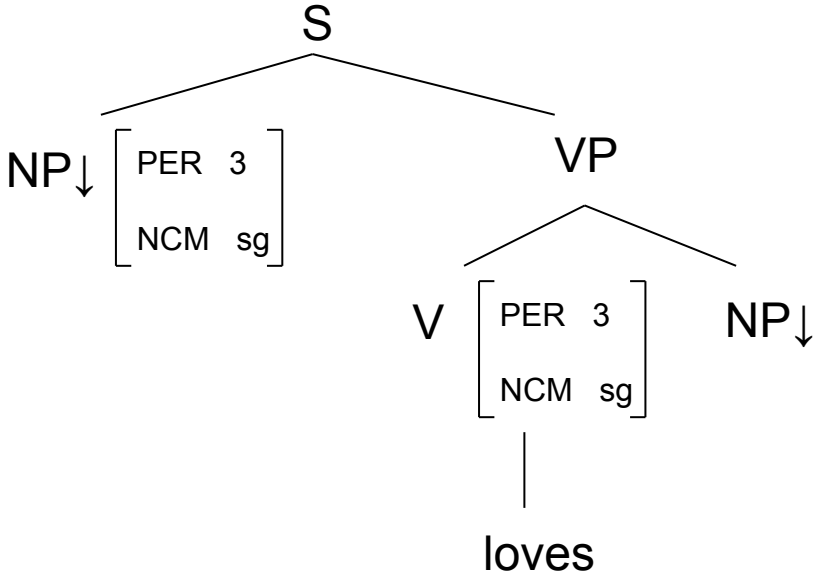 S
NP↓ PER 3
NCM sg
VP
V PER 3
NCM sg
NP↓
loves